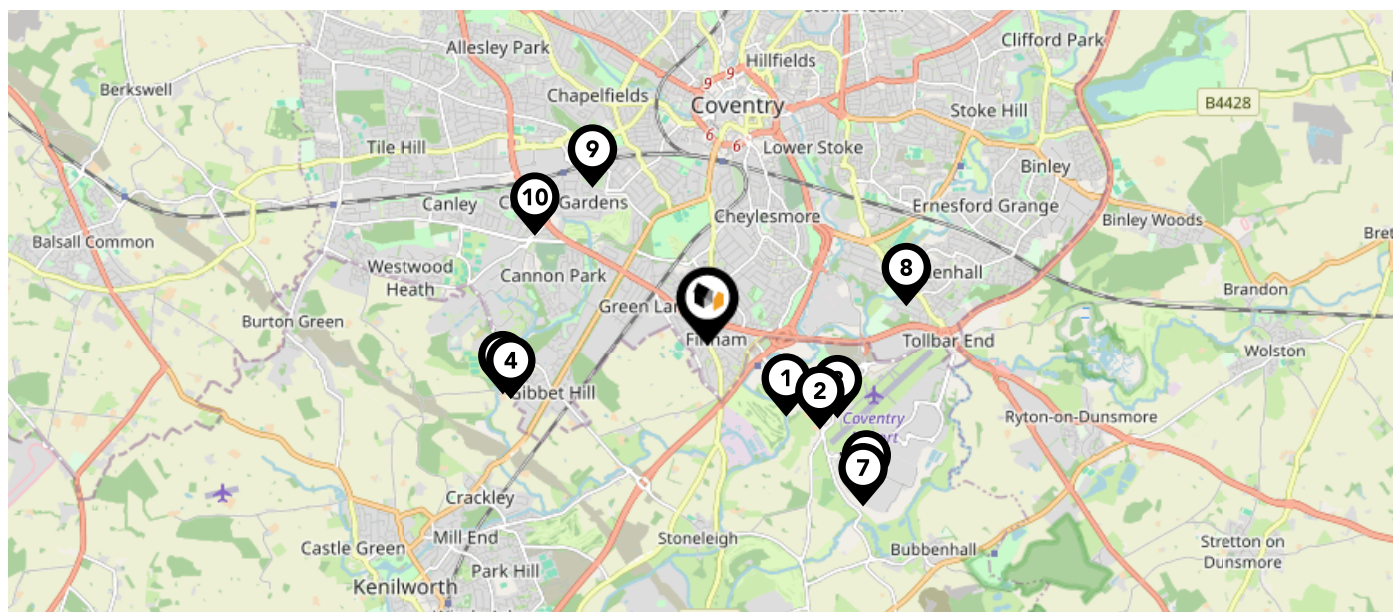 Allesley Park
Clifford Park
Hillfields
9
9
Berkswell
Chapelfields
Coventry
B4428
Stoke Hill
6
6
Lower Stoke
Tile Hill
9
Binley
10
Canley
Gardens
Cheylesmore
Ernesford Grange
Binley Woods
Balsall Common
Westwood
Heath
Cannon Park
8
Brandon
Burton Green
Tollbar End
Wolston
4
Gibbet Hill
1
2
Coventry
Ryton-on-Dunsmore
7
Crackley
Mill End
Stoneleigh
Castle Green
Bubbenhall
Stretton on
Dunsmore
Park Hill
Kenilworth